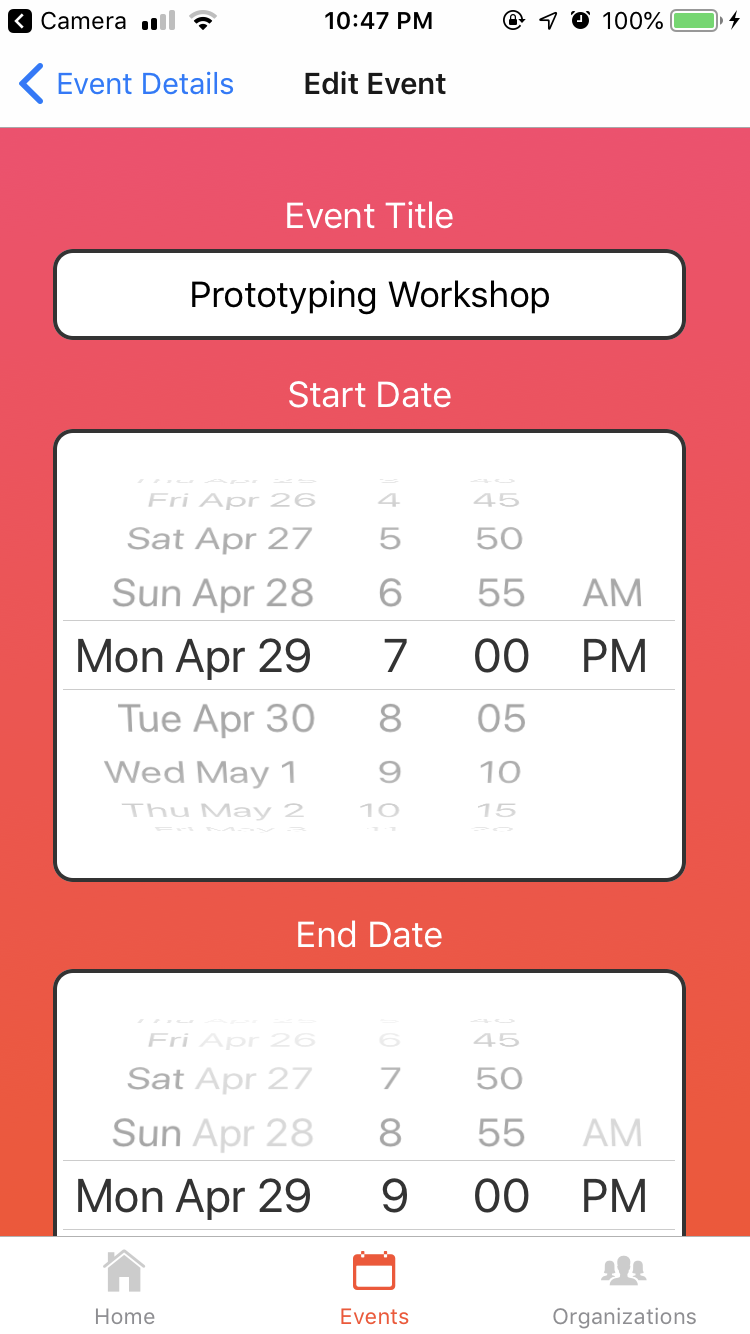 Camera 10:47 PM 100%
Event Details Edit Event
Event Title
Prototyping Workshop
Start Date
Fri Apr 26 4 45
Sat Apr 27 5 50
Sun Apr 28 6 55 AM
Mon Apr 29 7 00 PM
Tue Apr 30 8 05
Wed May 1 9 10
Thu May 2 10 15
End Date
Fri Apr 26 6 45
Sat Apr 27 7 50
Sun Apr 28 8 55 AM
Mon Apr 29 9 00 PM
Home Events Organizations